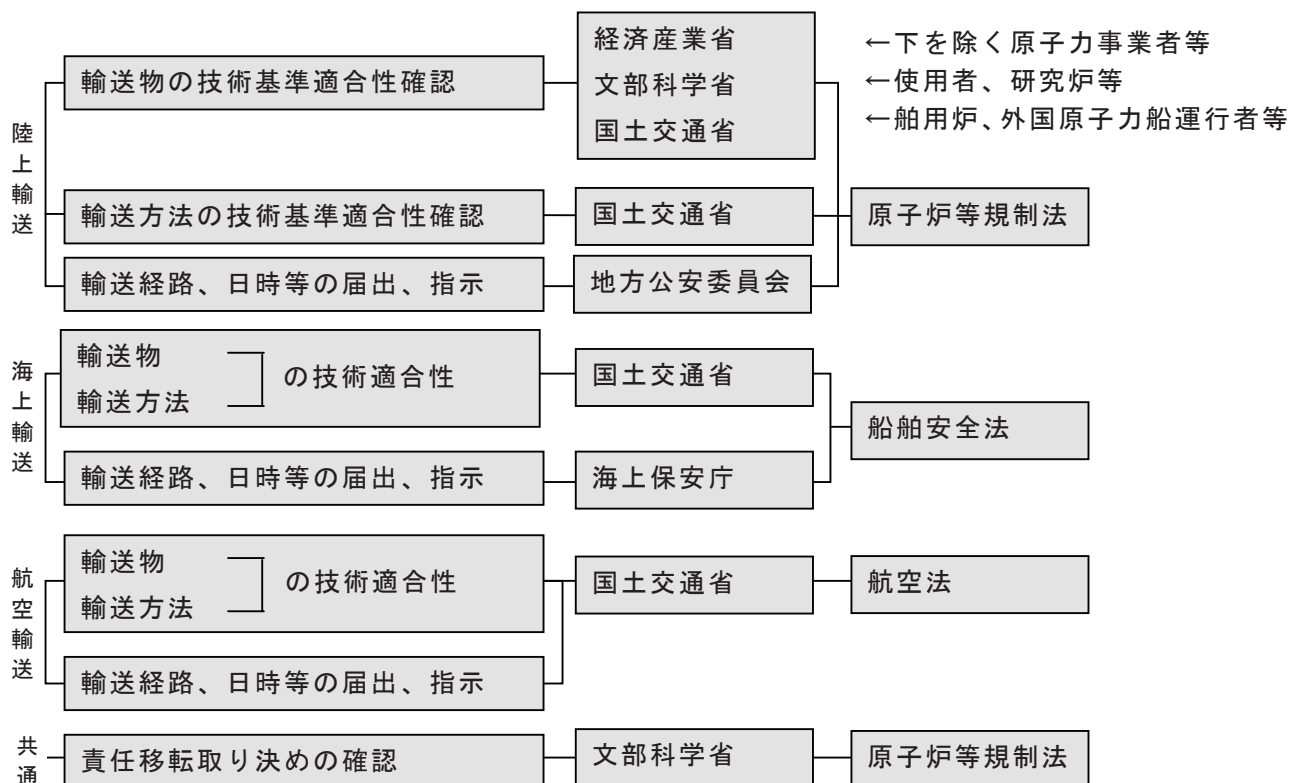 陸上輸送
輸送物の技術基準適合性確認
経済産業省
文部科学省
国土交通省
←下を除く原子力事業者等
←使用者、研究炉等
←舶用炉、外国原子力船運行者等
輸送方法の技術基準適合性確認
国土交通省
原子炉等規制法
輸送経路、日時等の届出、指示
地方公安委員会
海上輸送
輸送物
輸送方法
の技術適合性
国土交通省
船舶安全法
輸送経路、日時等の届出、指示
海上保安庁
航空輸送
輸送物
輸送方法
の技術適合性
国土交通省
航空法
輸送経路、日時等の届出、指示
共通
責任移転取り決めの確認
文部科学省
原子炉等規制法